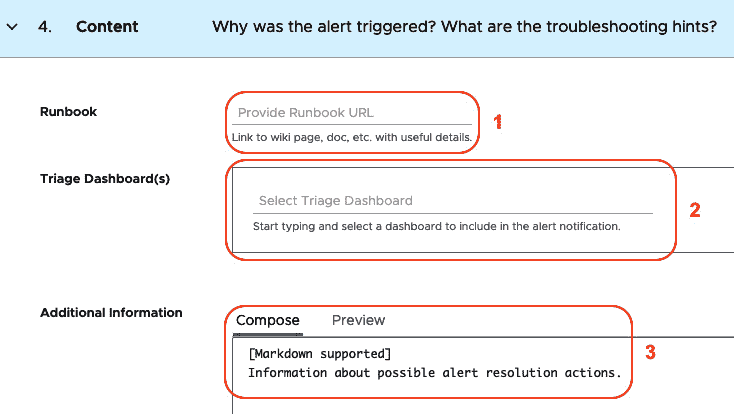 4. Content Why was the alert triggered? What are the troubleshooting hints?
Runbook Provide Runbook URL 1
Link to wiki page, doc, etc. with useful details.
Triage Dashboard(s)
Select Triage Dashboard 2
Start typing and select a dashboard to include in the alert notification.
Additional Information
Compose Preview
[Markdown supported] 3
Information about possible alert resolution actions.